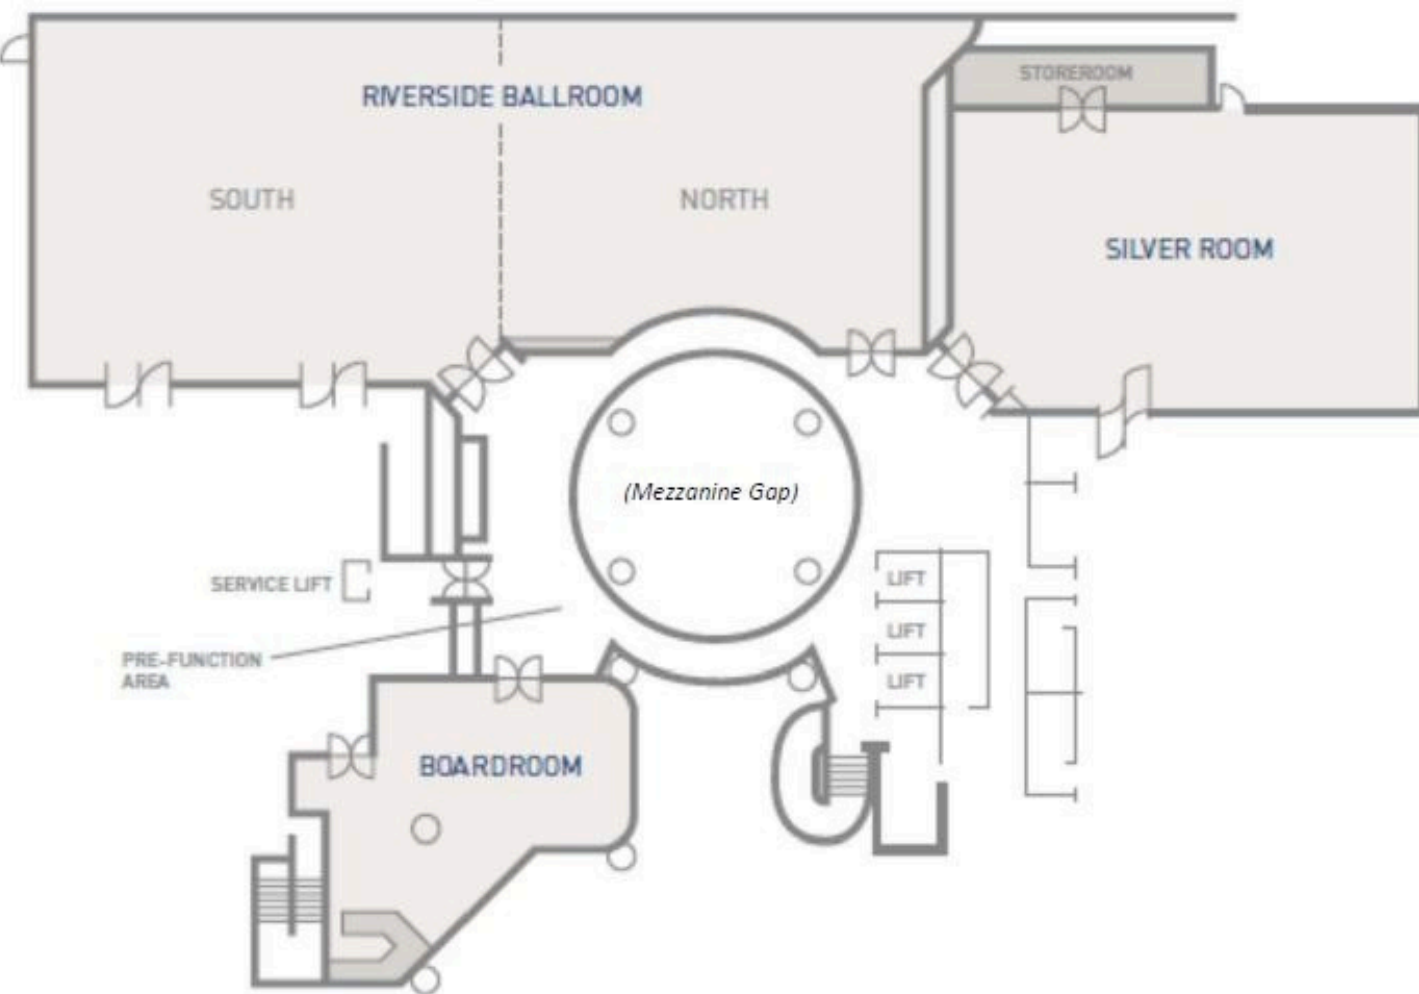 STOREROOM
RIVERSIDE BALLROOM
SOUTH
NORTH
SILVER ROOM
(Mezzanine Gap)
SERVICE LIFT
LIFT
LIFT
PRE-FUNCTION
AREA
LIFT
BOARDROOM